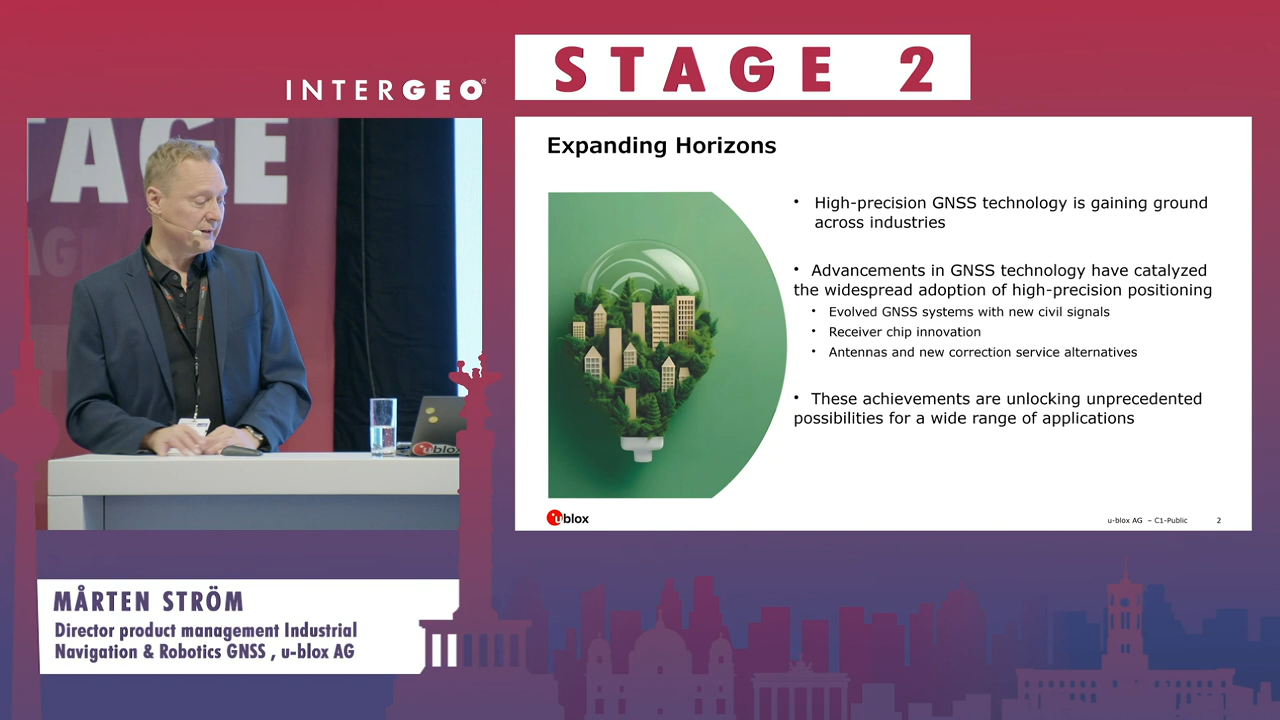 INTERGEO®
STAGE 2
TAGE
AGE
u-blox
MÅRTEN STRÖM
Director product management Industrial
Navigation & Robotics GNSS , u-blox AG
Expanding Horizons
• High-precision GNSS technology is gaining ground
across industries
• Advancements in GNSS technology have catalyzed
the widespread adoption of high-precision positioning
• Evolved GNSS systems with new civil signals
• Receiver chip innovation
• Antennas and new correction service alternatives
• These achievements are unlocking unprecedented
possibilities for a wide range of applications
ublox
u-blox AG – C1-Public 2